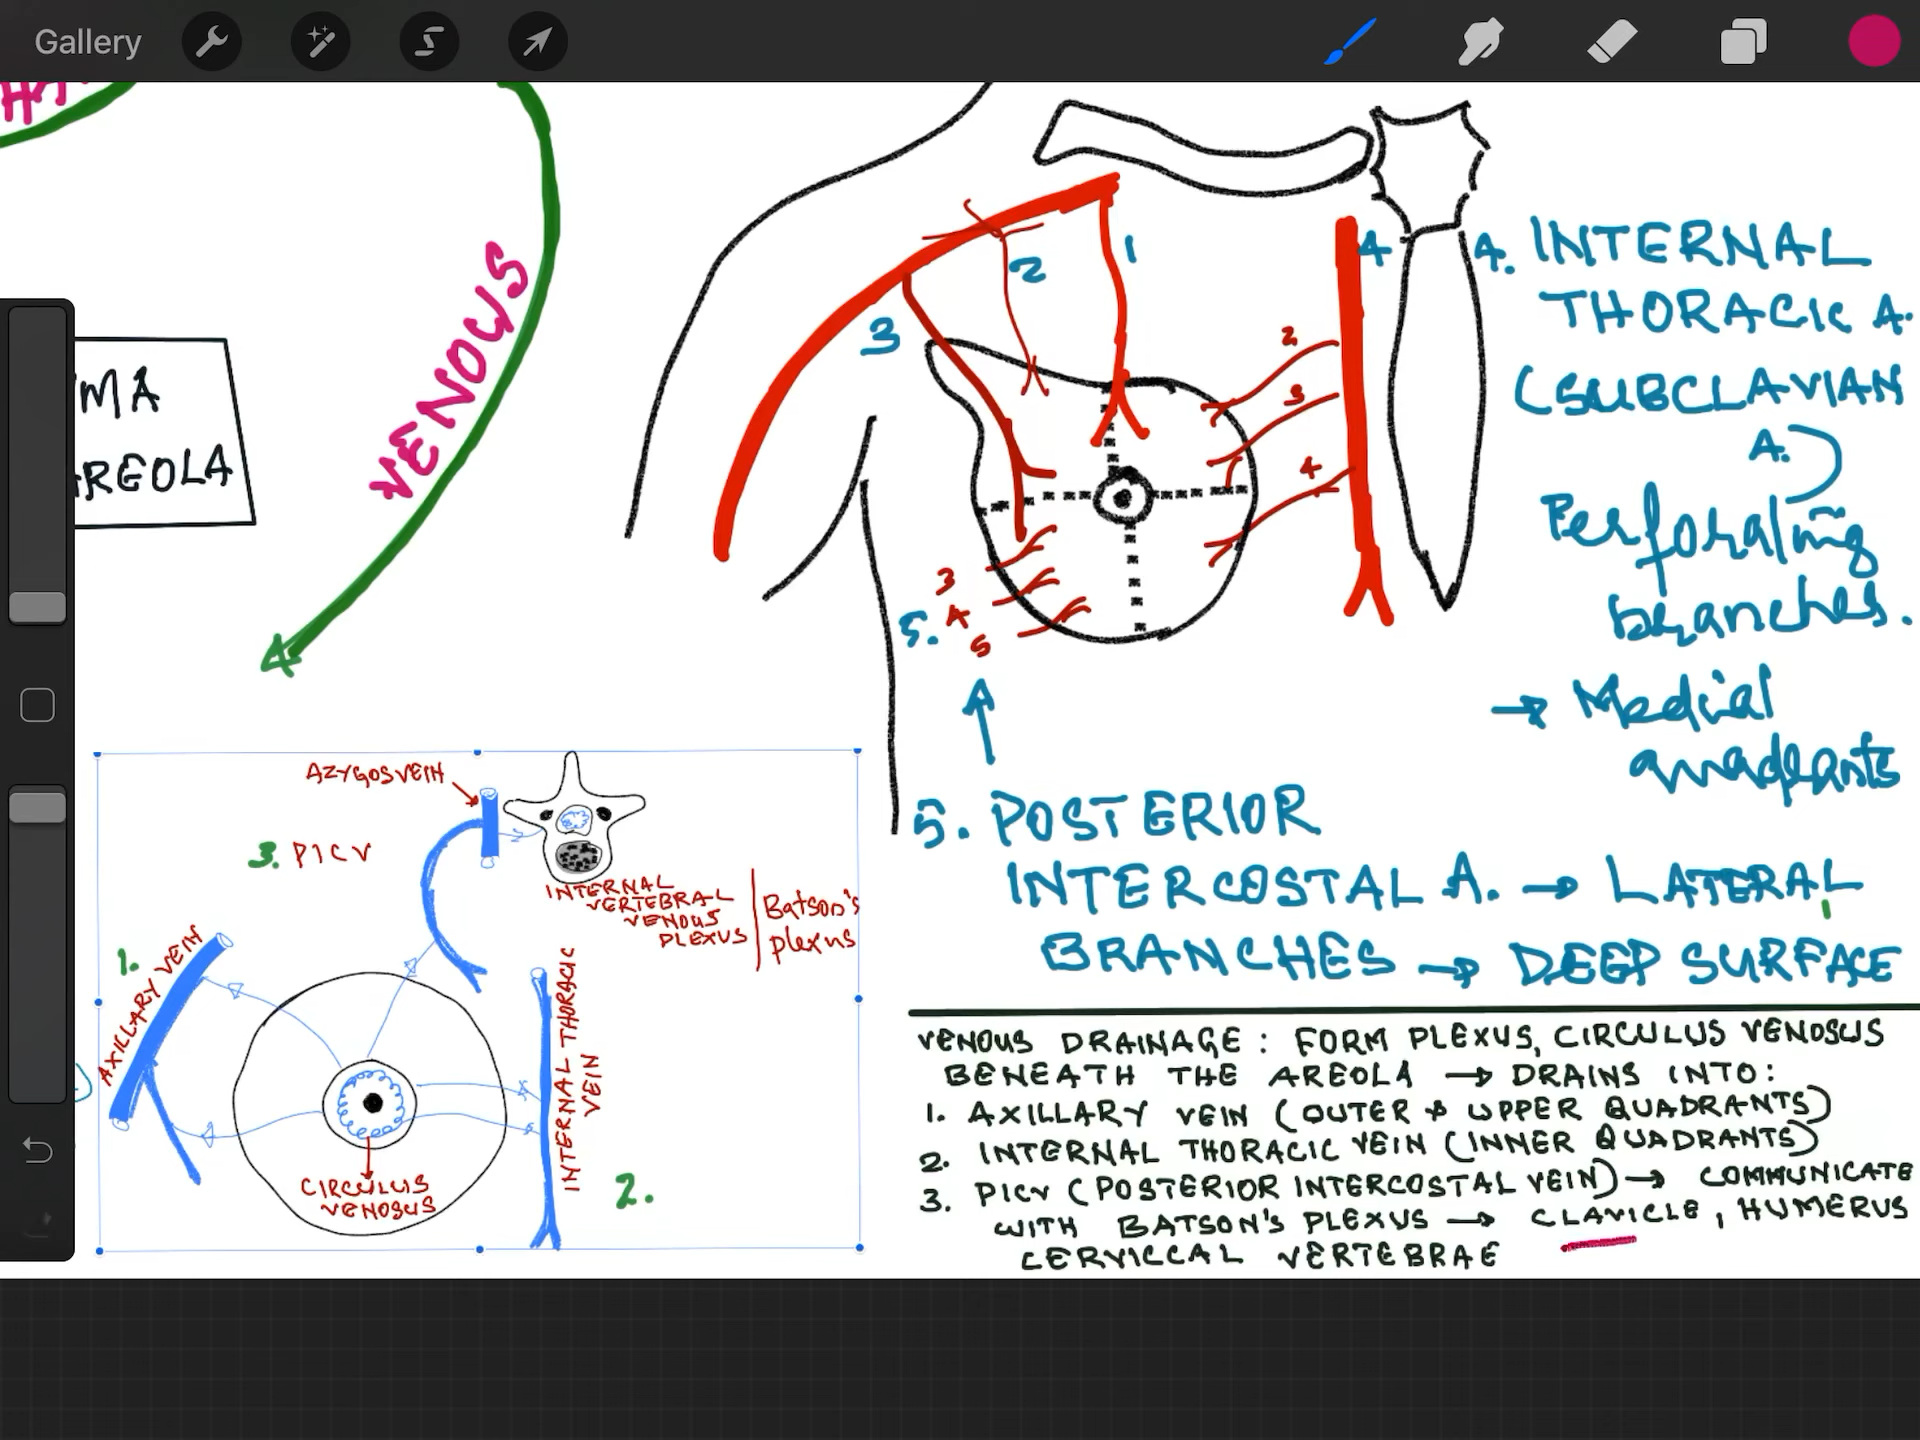 Gallery
VENOUS
MA
AREOLA
1
2
3
4
2
3
4
3
4
5
5.
4. INTERNAL
THORACIC A.
(SUBCLAVIAN
A.)
Perforating
branches.
→ Medial
quadrants
5. POSTERIOR
INTERCOSTAL A. → LATERAL
BRANCHES → DEEP SURFACE
AZYGOS VEIN
3. PICV
INTERNAL
VERTEBRAL
VENOUS
PLEXUS
Batson's
plexus
1.
AXILLARY VEIN
INTERNAL THORACIC
VEIN
CIRCULUS
VENOSUS
2.
VENOUS DRAINAGE : FORM PLEXUS, CIRCULUS VENOSUS
BENEATH THE AREOLA → DRAINS INTO:
1. AXILLARY VEIN (OUTER & UPPER QUADRANTS)
2. INTERNAL THORACIC VEIN (INNER QUADRANTS)
3. PICV (POSTERIOR INTERCOSTAL VEIN) → COMMUNICATE
WITH BATSON'S PLEXUS → CLAVICLE, HUMERUS
CERVICCAL VERTEBRAE